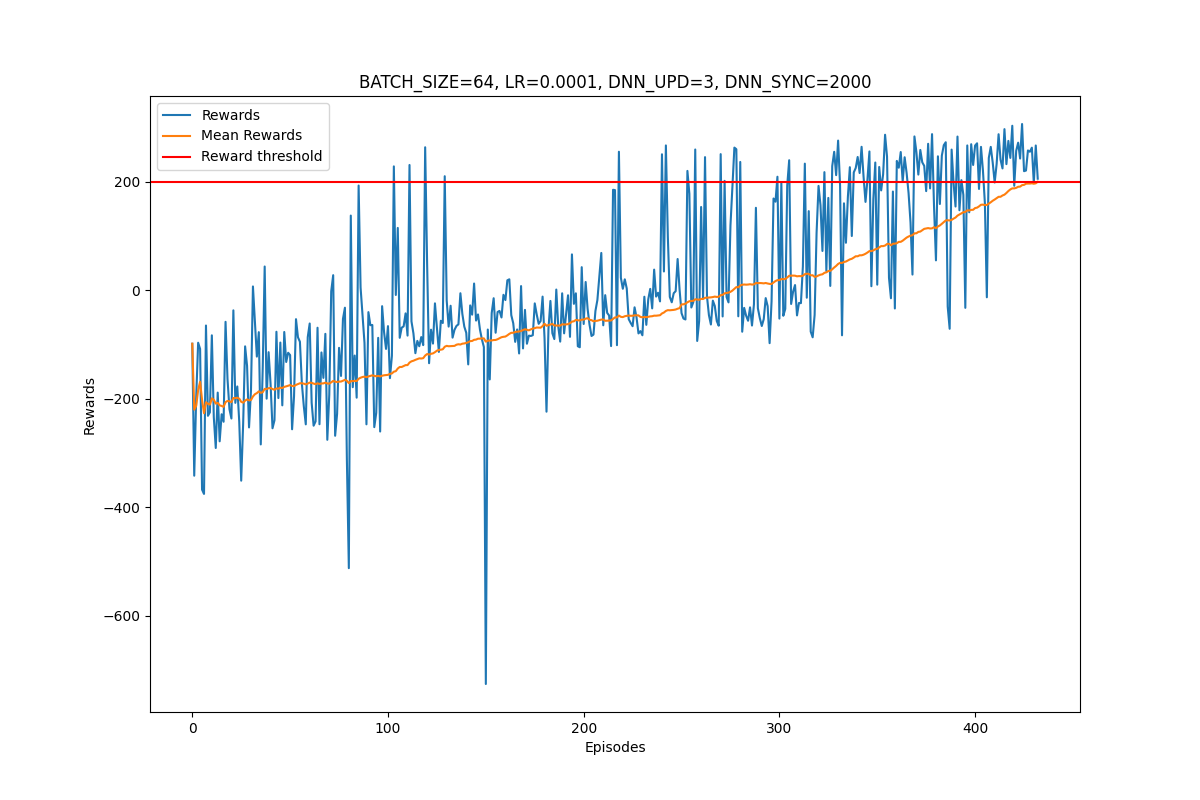 BATCH_SIZE=64, LR=0.0001, DNN_UPD=3, DNN_SYNC=2000
Rewards
Mean Rewards
Reward threshold
200
0
−200
−400
−600
Rewards
0
100
200
300
400
Episodes